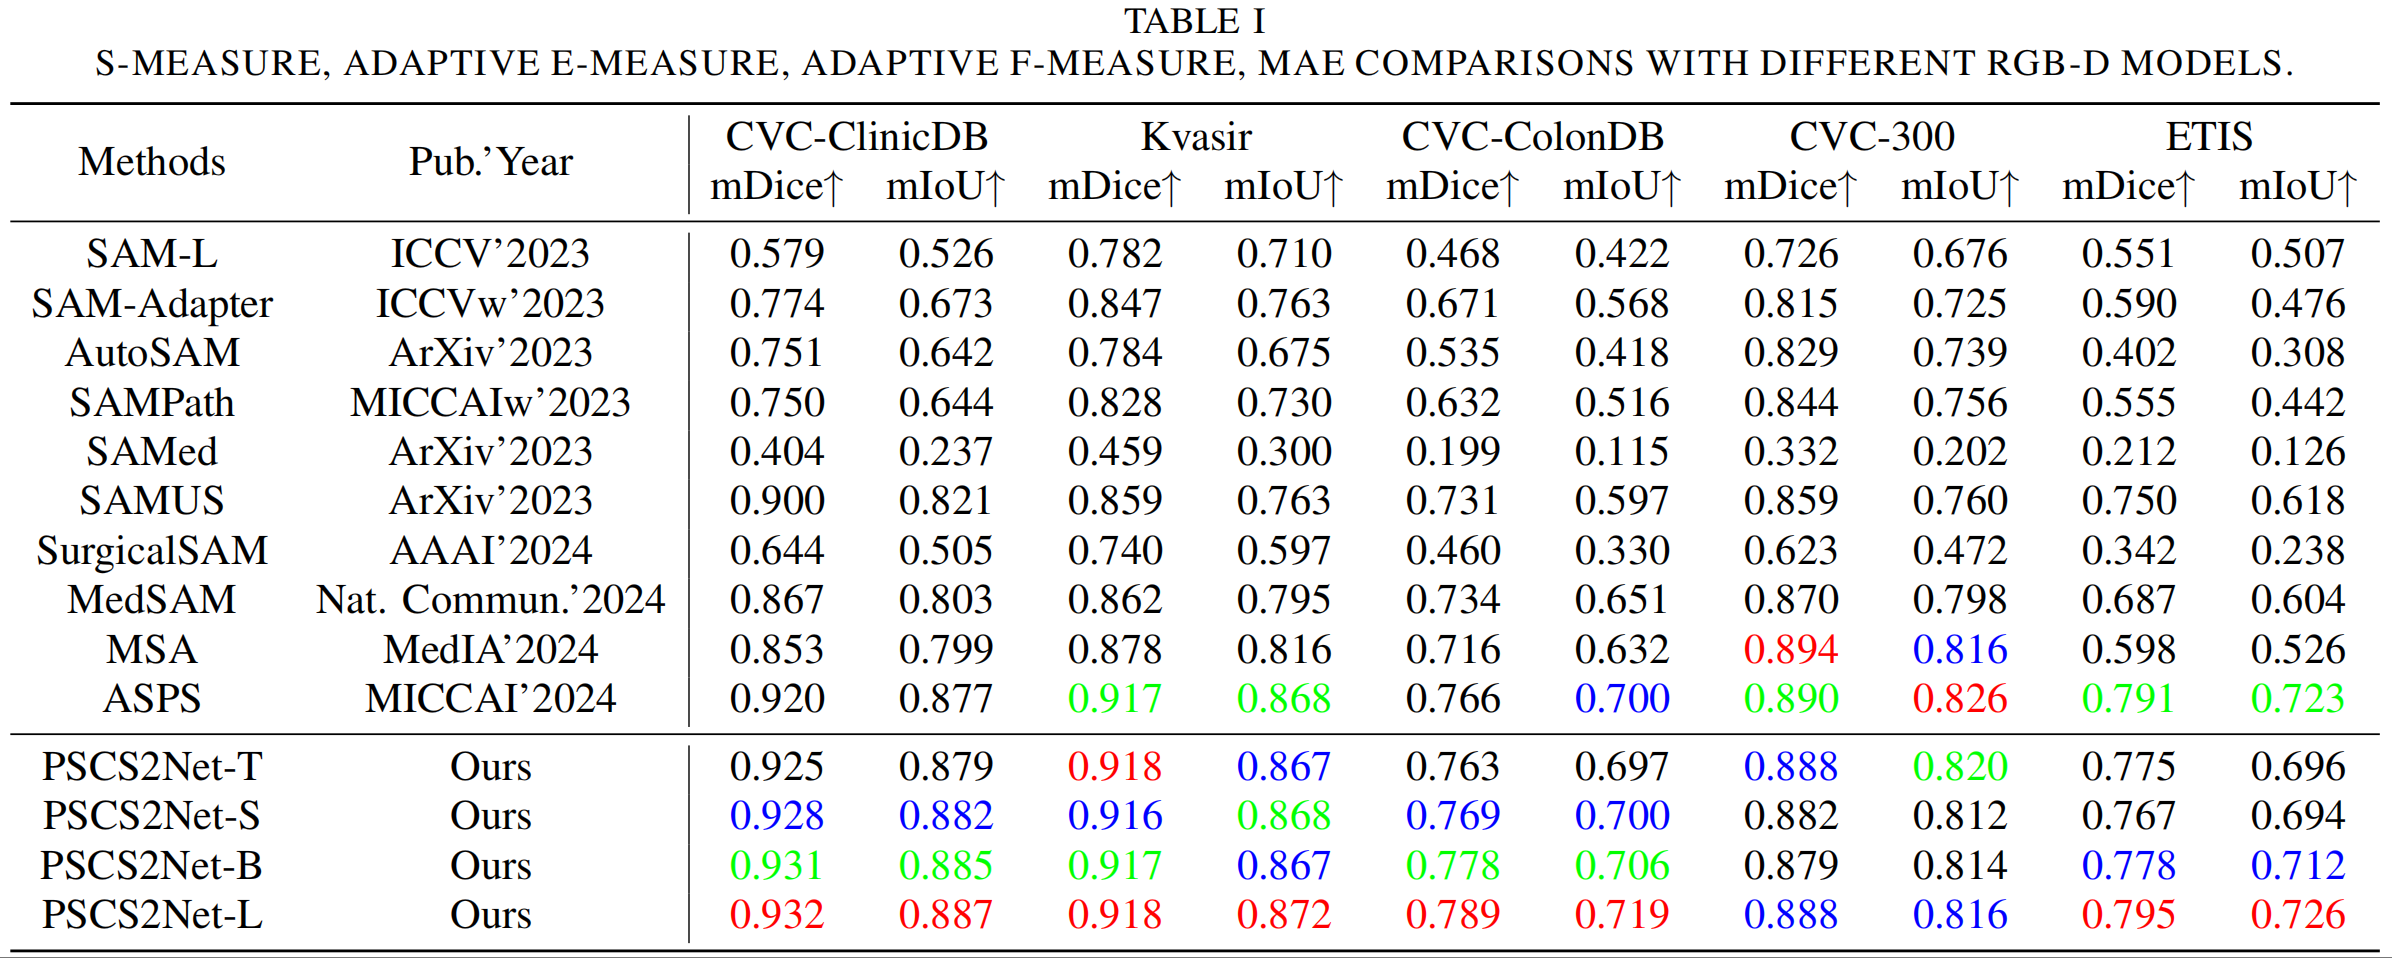 TABLE I
S-MEASURE, ADAPTIVE E-MEASURE, ADAPTIVE F-MEASURE, MAE COMPARISONS WITH DIFFERENT RGB-D MODELS.
Methods Pub.’Year CVC-ClinicDB Kvasir CVC-ColonDB CVC-300 ETIS
mDice↑ mIoU↑ mDice↑ mIoU↑ mDice↑ mIoU↑ mDice↑ mIoU↑ mDice↑ mIoU↑
SAM-L ICCV’2023 0.579 0.526 0.782 0.710 0.468 0.422 0.726 0.676 0.551 0.507
SAM-Adapter ICCVw’2023 0.774 0.673 0.847 0.763 0.671 0.568 0.815 0.725 0.590 0.476
AutoSAM ArXiv’2023 0.751 0.642 0.784 0.675 0.535 0.418 0.829 0.739 0.402 0.308
SAMPath MICCAIw’2023 0.750 0.644 0.828 0.730 0.632 0.516 0.844 0.756 0.555 0.442
SAMed ArXiv’2023 0.404 0.237 0.459 0.300 0.199 0.115 0.332 0.202 0.212 0.126
SAMUS ArXiv’2023 0.900 0.821 0.859 0.763 0.731 0.597 0.859 0.760 0.750 0.618
SurgicalSAM AAAI’2024 0.644 0.505 0.740 0.597 0.460 0.330 0.623 0.472 0.342 0.238
MedSAM Nat. Commun.’2024 0.867 0.803 0.862 0.795 0.734 0.651 0.870 0.798 0.687 0.604
MSA MedIA’2024 0.853 0.799 0.878 0.816 0.716 0.632 0.894 0.816 0.598 0.526
ASPS MICCAI’2024 0.920 0.877 0.917 0.868 0.766 0.700 0.890 0.826 0.791 0.723
PSCS2Net-T Ours 0.925 0.879 0.918 0.867 0.763 0.697 0.888 0.820 0.775 0.696
PSCS2Net-S Ours 0.928 0.882 0.916 0.868 0.769 0.700 0.882 0.812 0.767 0.694
PSCS2Net-B Ours 0.931 0.885 0.917 0.867 0.778 0.706 0.879 0.814 0.778 0.712
PSCS2Net-L Ours 0.932 0.887 0.918 0.872 0.789 0.719 0.888 0.816 0.795 0.726